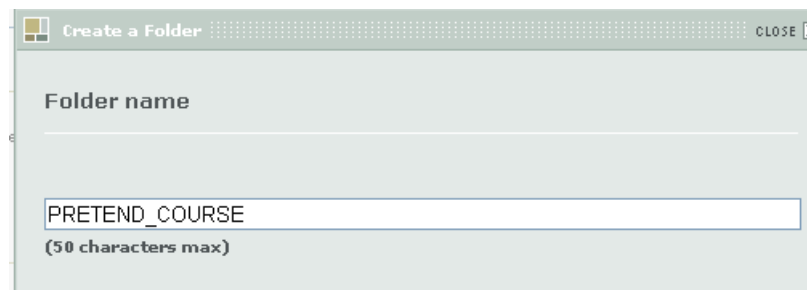 Create a Folder
CLOSE
Folder name
PRETEND_COURSE
(50 characters max)